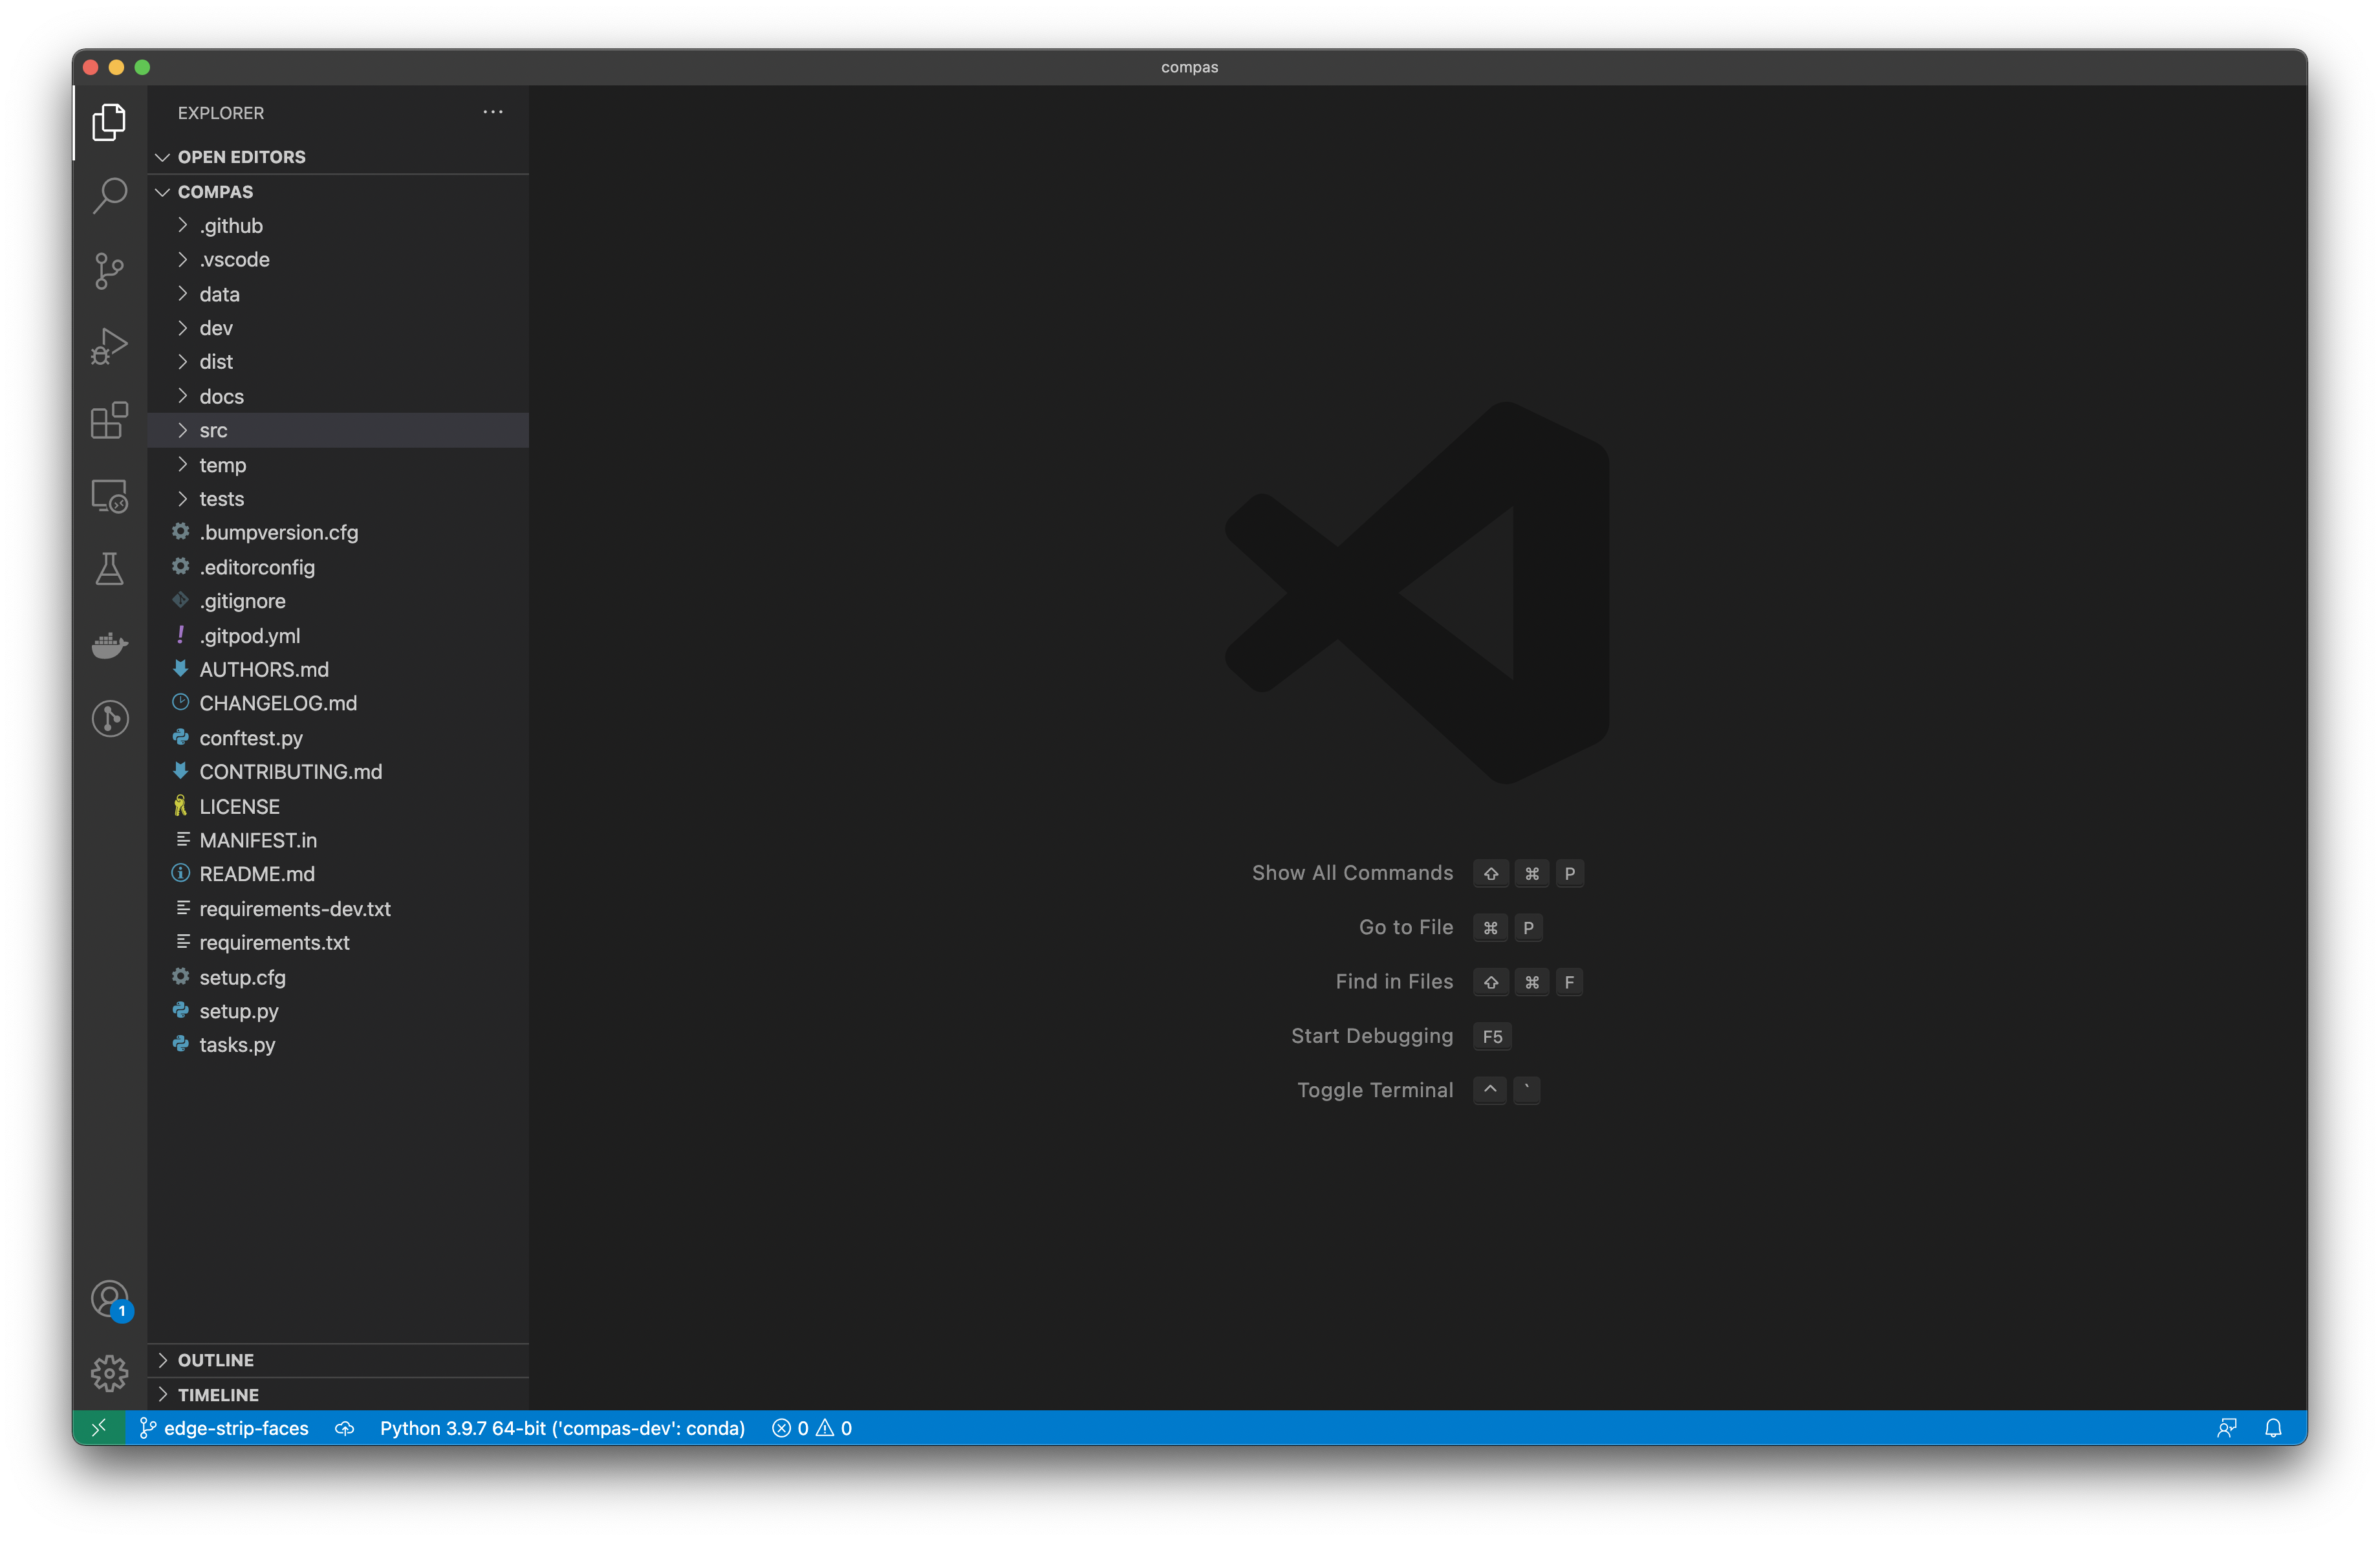 compas
EXPLORER
OPEN EDITORS
COMPAS
.github
.vscode
data
dev
dist
docs
src
temp
tests
.bumpversion.cfg
.editorconfig
.gitignore
! .gitpod.yml
AUTHORS.md
CHANGELOG.md
conftest.py
CONTRIBUTING.md
LICENSE
MANIFEST.in
README.md
requirements-dev.txt
requirements.txt
setup.cfg
setup.py
tasks.py
Show All Commands ⇧ ⌘ P
Go to File ⌘ P
Find in Files ⇧ ⌘ F
Start Debugging F5
Toggle Terminal ^ `
1
OUTLINE
TIMELINE
edge-strip-faces Python 3.9.7 64-bit ('compas-dev': conda) 0 0